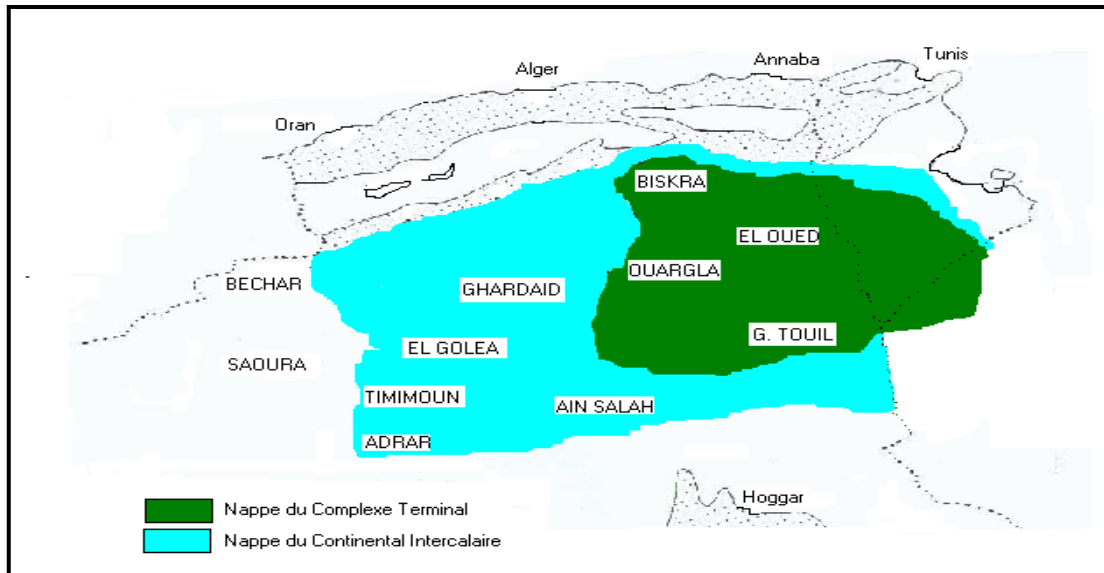 Tunis
Annaba
Alger
Oran
BISKRA
EL OUED
OUARGLA
BECHAR
GHARDAID
G. TOUIL
EL GOLEA
SAOURA
TIMIMOUN
AIN SALAH
ADRAR
Hoggar
Nappe du Complexe Terminal
Nappe du Continental Intercalaire